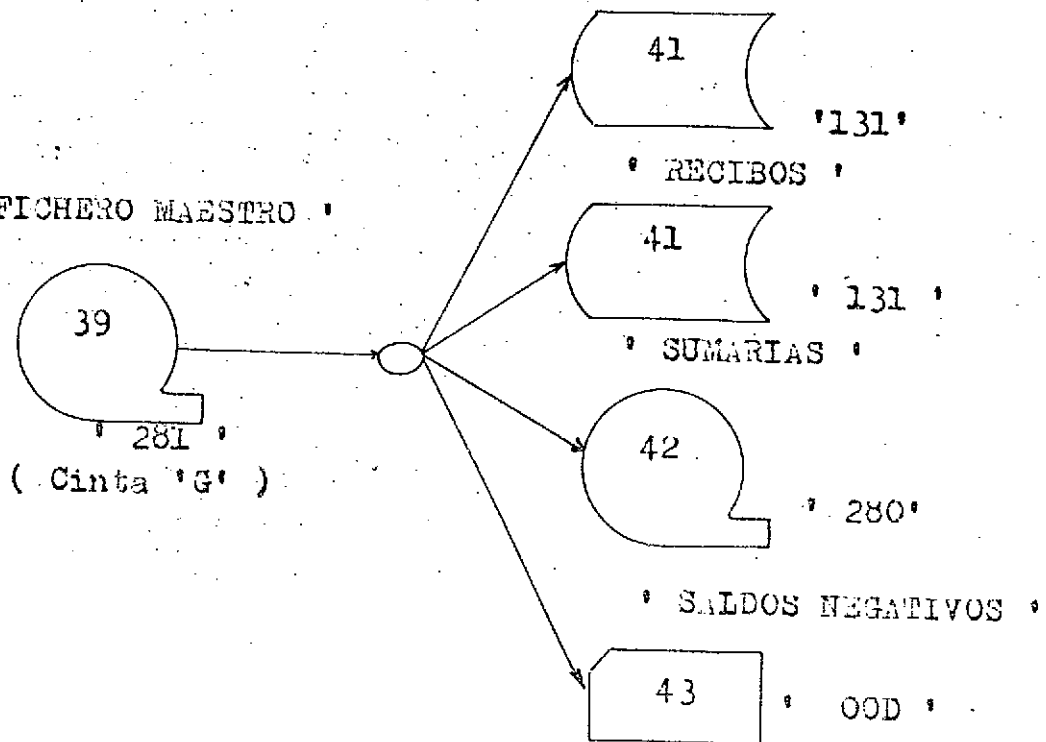 41
'131'
' RECIBOS '
FICHERO MAESTRO '
41
' 131 '
' SUMARIAS '
39
' 281 '
( Cinta 'G' )
42
' 280'
' SALDOS NEGATIVOS '
43
' OOD '